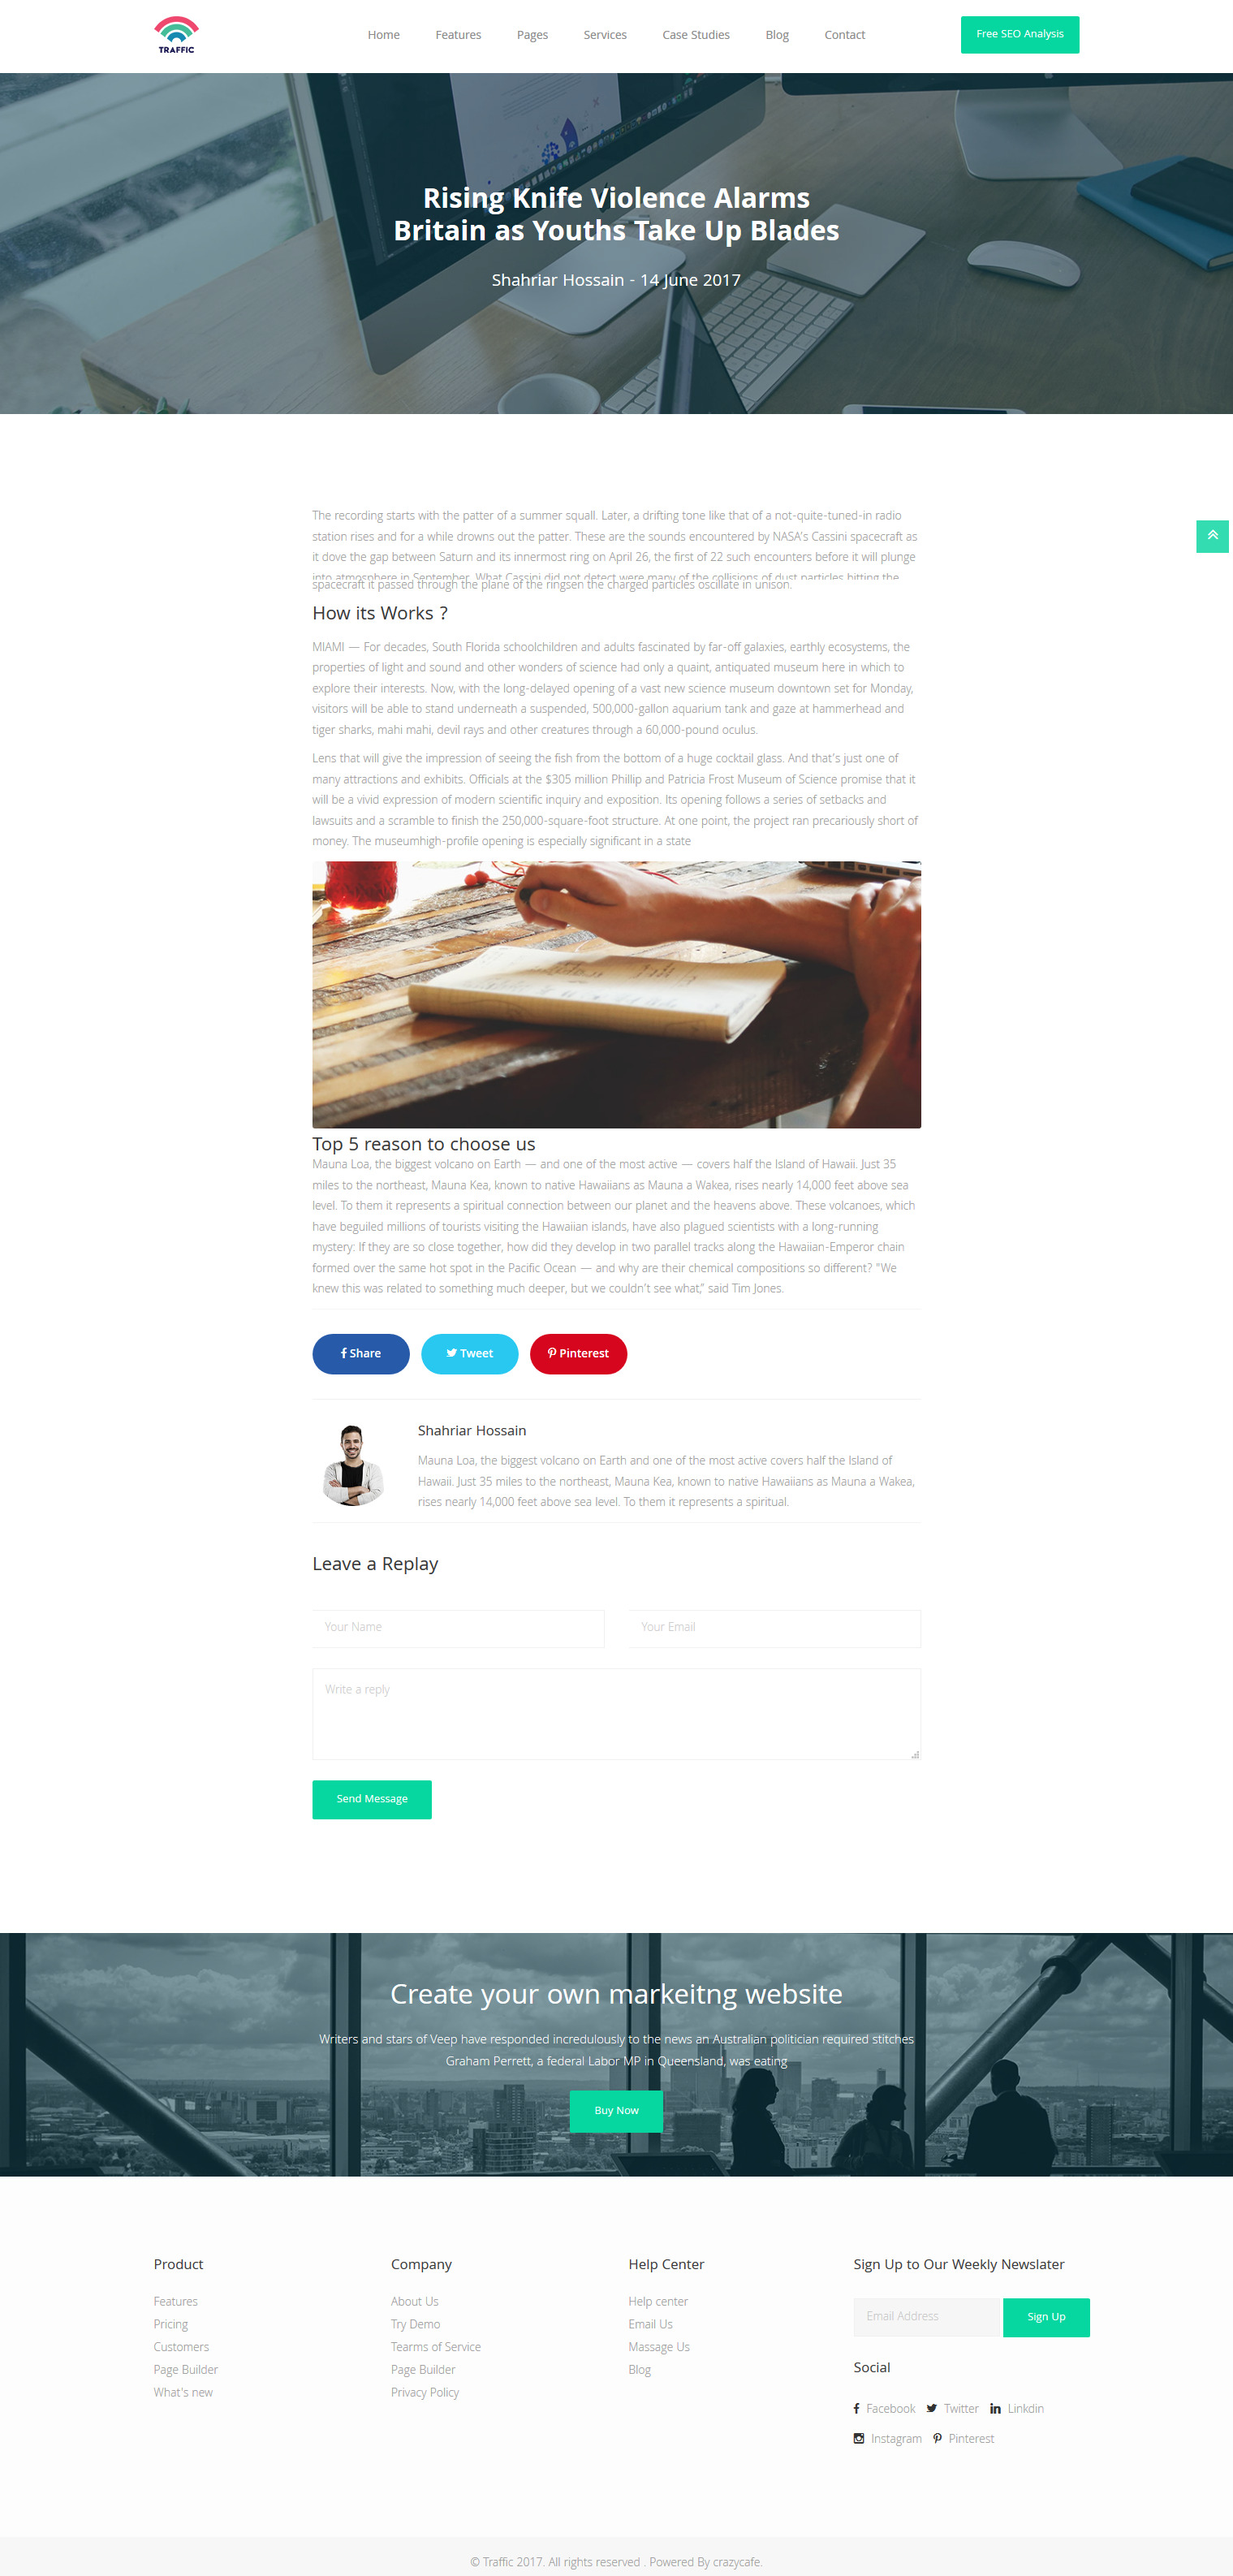 TRAFFIC
Home Features Pages Services Case Studies Blog Contact
Free SEO Analysis
Rising Knife Violence Alarms
Britain as Youths Take Up Blades
Shahriar Hossain - 14 June 2017
The recording starts with the patter of a summer squall. Later, a drifting tone like that of a not-quite-tuned-in radio
station rises and for a while drowns out the patter. These are the sounds encountered by NASA's Cassini spacecraft as
it dove the gap between Saturn and its innermost ring on April 26, the first of 22 such encounters before it will plunge
into atmosphere in September. What Cassini did not detect were many of the collisions of dust particles hitting the
spacecraft it passed through the plane of the ringsen the charged particles oscillate in unison.
How its Works ?
MIAMI — For decades, South Florida schoolchildren and adults fascinated by far-off galaxies, earthly ecosystems, the
properties of light and sound and other wonders of science had only a quaint, antiquated museum here in which to
explore their interests. Now, with the long-delayed opening of a vast new science museum downtown set for Monday,
visitors will be able to stand underneath a suspended, 500,000-gallon aquarium tank and gaze at hammerhead and
tiger sharks, mahi mahi, devil rays and other creatures through a 60,000-pound oculus.
Lens that will give the impression of seeing the fish from the bottom of a huge cocktail glass. And that's just one of
many attractions and exhibits. Officials at the $305 million Phillip and Patricia Frost Museum of Science promise that it
will be a vivid expression of modern scientific inquiry and exposition. Its opening follows a series of setbacks and
lawsuits and a scramble to finish the 250,000-square-foot structure. At one point, the project ran precariously short of
money. The museumhigh-profile opening is especially significant in a state
Top 5 reason to choose us
Mauna Loa, the biggest volcano on Earth — and one of the most active — covers half the Island of Hawaii. Just 35
miles to the northeast, Mauna Kea, known to native Hawaiians as Mauna a Wakea, rises nearly 14,000 feet above sea
level. To them it represents a spiritual connection between our planet and the heavens above. These volcanoes, which
have beguiled millions of tourists visiting the Hawaiian islands, have also plagued scientists with a long-running
mystery: If they are so close together, how did they develop in two parallel tracks along the Hawaiian-Emperor chain
formed over the same hot spot in the Pacific Ocean — and why are their chemical compositions so different? "We
knew this was related to something much deeper, but we couldn't see what," said Tim Jones.
Share Tweet Pinterest
Shahriar Hossain
Mauna Loa, the biggest volcano on Earth and one of the most active covers half the Island of
Hawaii. Just 35 miles to the northeast, Mauna Kea, known to native Hawaiians as Mauna a Wakea,
rises nearly 14,000 feet above sea level. To them it represents a spiritual.
Leave a Replay
Your Name Your Email
Write a reply
Send Message
Create your own markeitng website
Writers and stars of Veep have responded incredulously to the news an Australian politician required stitches
Graham Perrett, a federal Labor MP in Queensland, was eating
Buy Now
Product
Features
Pricing
Customers
Page Builder
What's new
Company
About Us
Try Demo
Tearms of Service
Page Builder
Privacy Policy
Help Center
Help center
Email Us
Massage Us
Blog
Sign Up to Our Weekly Newslater
Email Address Sign Up
Social
Facebook Twitter Linkdin
Instagram Pinterest
© Traffic 2017. All rights reserved . Powered By crazycafe.